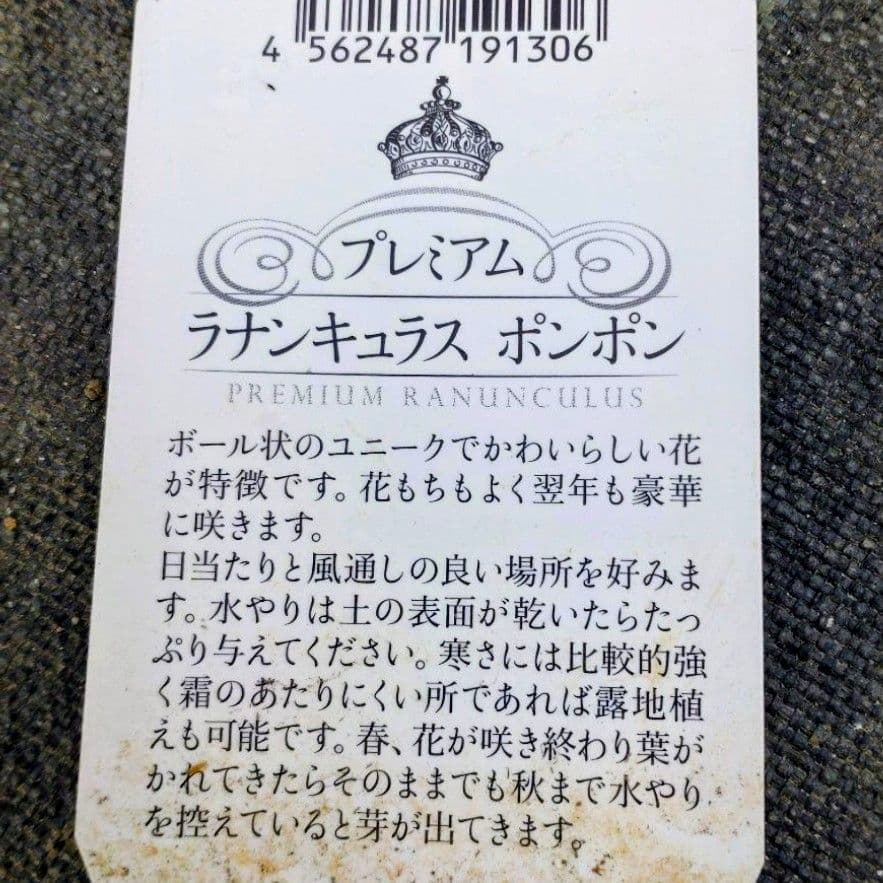 4 562487 191306
プレミアム
ラナンキュラス ポンポン
PREMIUM RANUNCULUS
ボール状のユニークでかわいらしい花
が特徴です。花もちもよく翌年も豪華
に咲きます。
日当たりと風通しの良い場所を好みま
す。水やりは土の表面が乾いたらたっ
ぷり与えてください。寒さには比較的強
く霜のあたりにくい所であれば露地植
えも可能です。春、花が咲き終わり葉が
かれてきたらそのままでも秋まで水やり
を控えていると芽が出てきます。